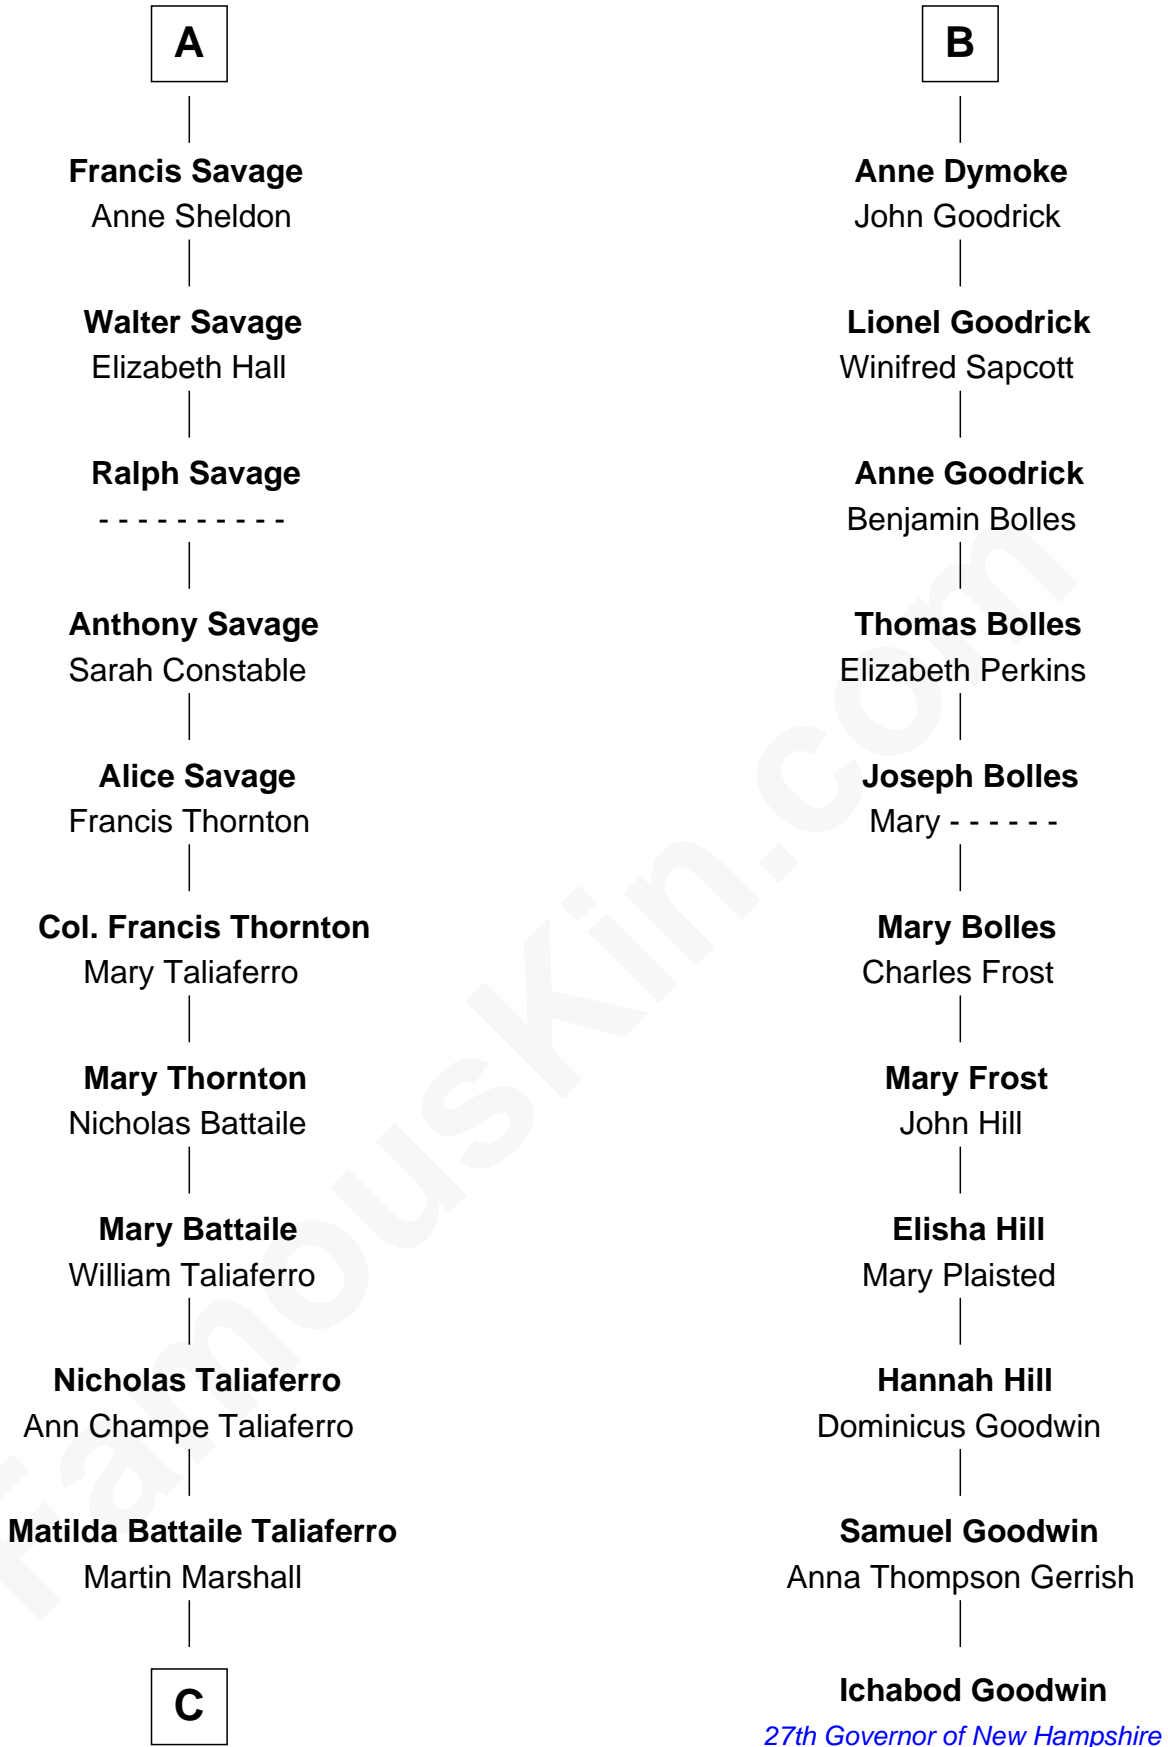 A
Francis Savage
Anne Sheldon
Walter Savage
Elizabeth Hall
Ralph Savage
- - - - - - - - - -
Anthony Savage
Sarah Constable
Alice Savage
Francis Thornton
Col. Francis Thornton
Mary Taliaferro
Mary Thornton
Nicholas Battaile
Mary Battaile
William Taliaferro
Nicholas Taliaferro
Ann Champe Taliaferro
Matilda Battaile Taliaferro
Martin Marshall
C
B
Anne Dymoke
John Goodrick
Lionel Goodrick
Winifred Sapcott
Anne Goodrick
Benjamin Bolles
Thomas Bolles
Elizabeth Perkins
Joseph Bolles
Mary - - - - - -
Mary Bolles
Charles Frost
Mary Frost
John Hill
Elisha Hill
Mary Plaisted
Hannah Hill
Dominicus Goodwin
Samuel Goodwin
Anna Thompson Gerrish
Ichabod Goodwin
27th Governor of New Hampshire
FamousKin.com